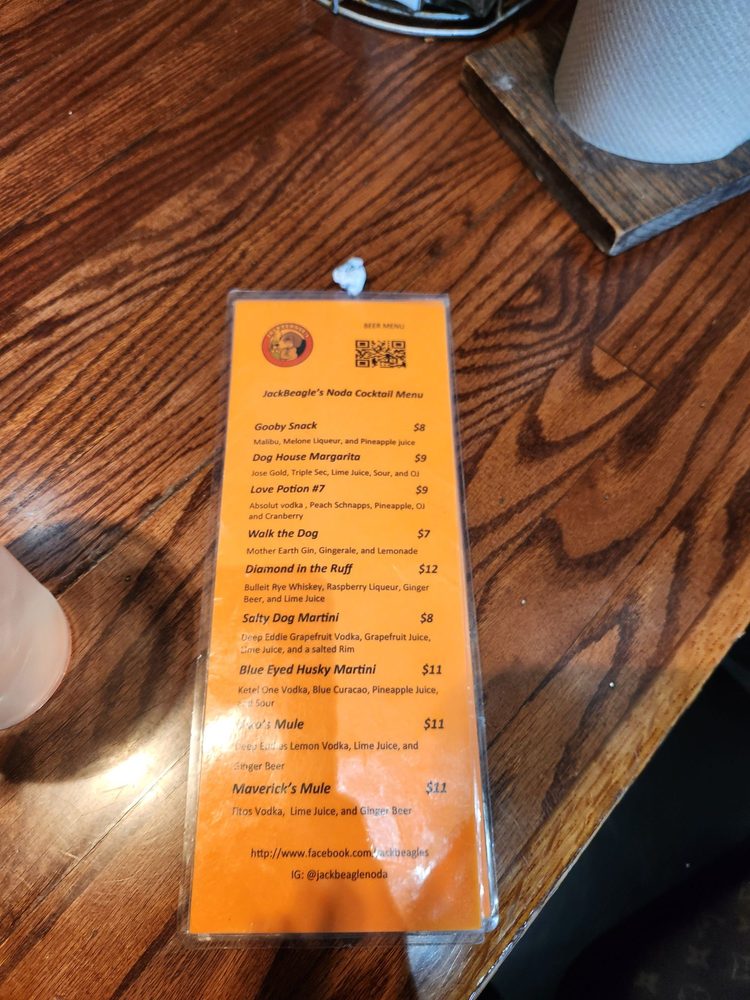 BEER MENU
JackBeagle's Noda Cocktail Menu
Gooby Snack $8
Malibu, Melone Liqueur, and Pineapple juice
Dog House Margarita $9
Jose Gold, Triple Sec, Lime Juice, Sour, and OJ
Love Potion #7 $9
Absolut vodka , Peach Schnapps, Pineapple, OJ
and Cranberry
Walk the Dog $7
Mother Earth Gin, Gingerale, and Lemonade
Diamond in the Ruff $12
Bulleit Rye Whiskey, Raspberry Liqueur, Ginger
Beer, and Lime Juice
Salty Dog Martini $8
Deep Eddie Grapefruit Vodka, Grapefruit Juice,
Lime Juice, and a salted Rim
Blue Eyed Husky Martini $11
Ketel One Vodka, Blue Curacao, Pineapple Juice,
and Sour
Mule $11
Deep Eddies Lemon Vodka, Lime Juice, and
Ginger Beer
Maverick's Mule $11
Titos Vodka, Lime Juice, and Ginger Beer
http://www.facebook.com/jackbeagles
IG: @jackbeaglenoda